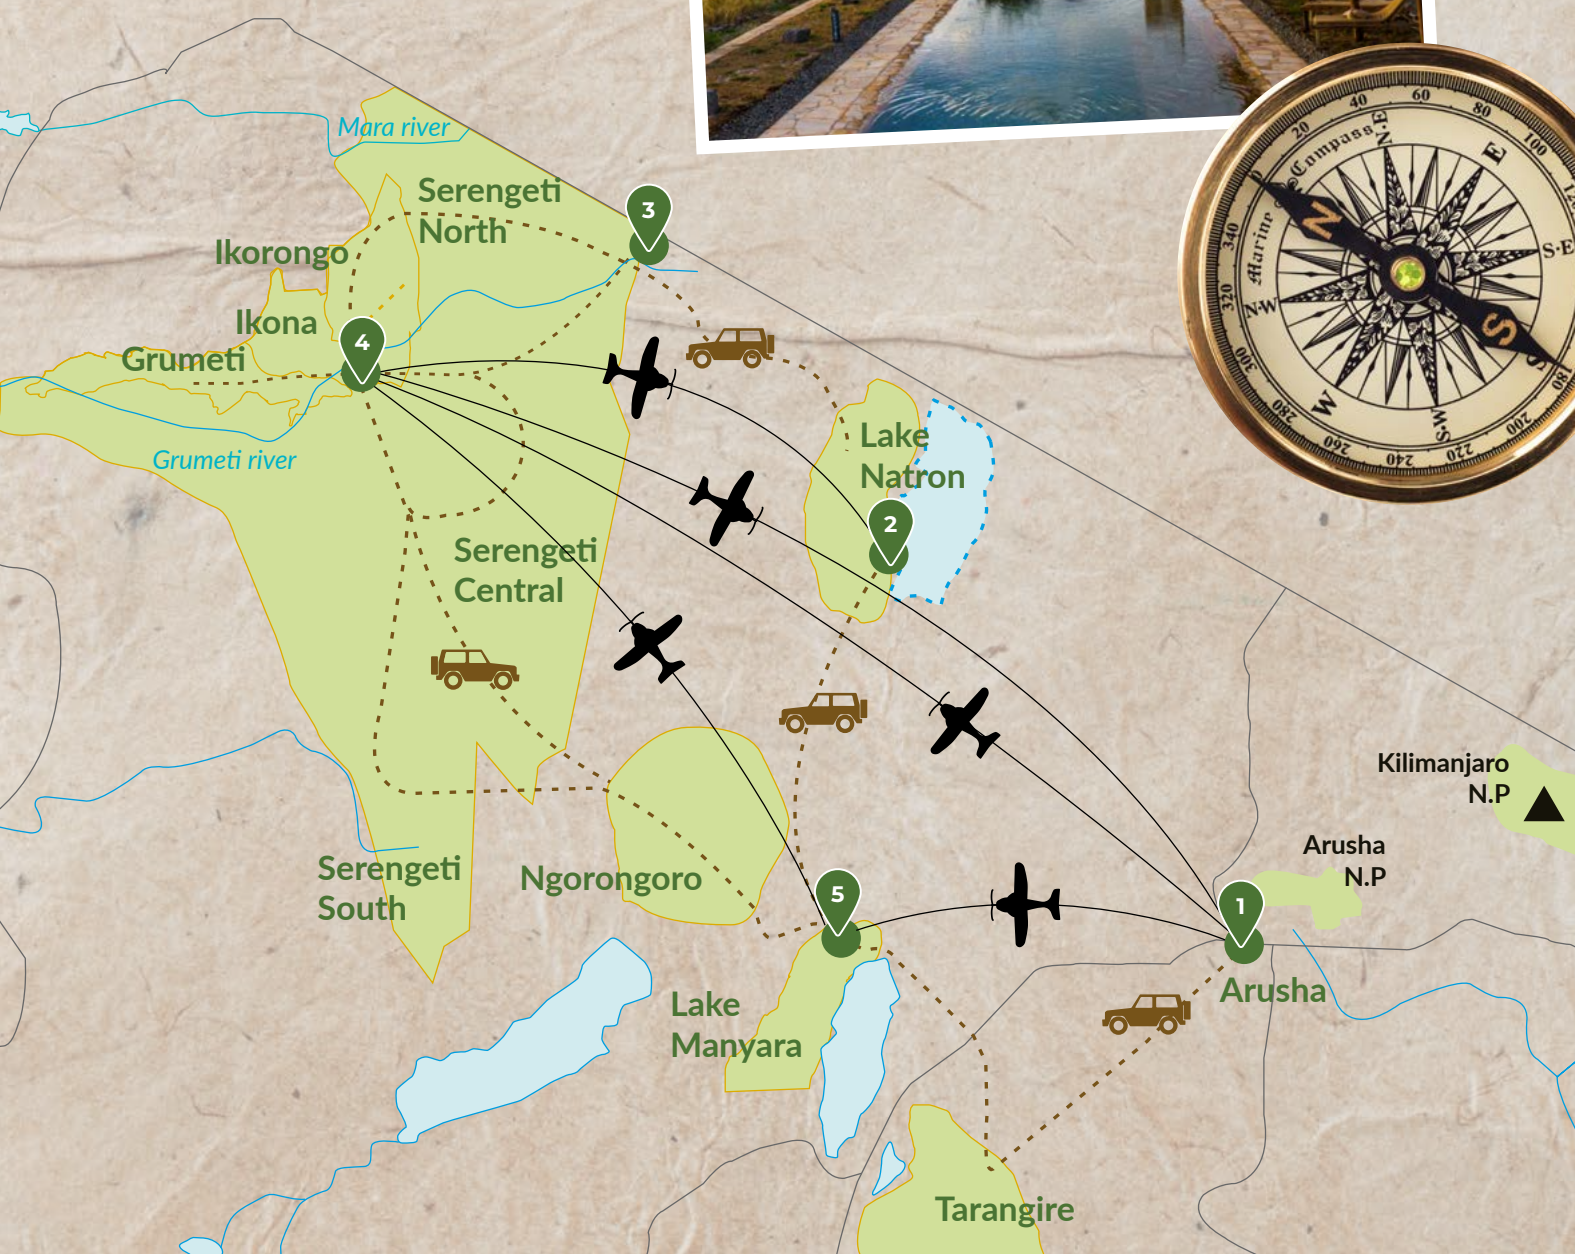 Mara river
Serengeti
North
3
Ikorongo
Ikona
4
Grumeti
Grumeti river
Lake
Natron
2
Serengeti
Central
Kilimanjaro
N.P
Arusha
N.P
Serengeti
South
Ngorongoro
5
1
Arusha
Lake
Manyara
Tarangire
Marine Compass
0
20
40
60
80
100
200
220
240
260
280
300
320
340
N
N.E
E
S.E
S
S
S.W
W
N.W